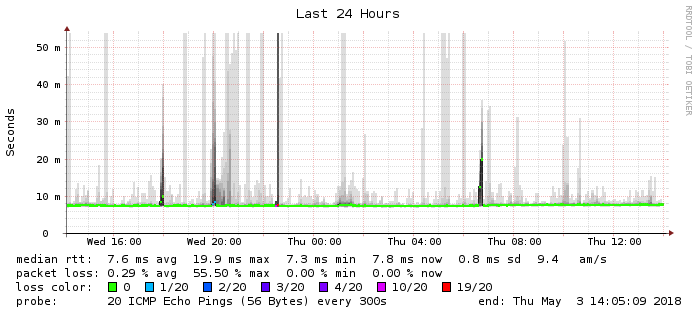 Last 24 Hours
RRDTOOL / TOBI OETIKER
Seconds
50 m
40 m
30 m
20 m
10 m
0
Wed 16:00 Wed 20:00 Thu 00:00 Thu 04:00 Thu 08:00 Thu 12:00
median rtt: 7.6 ms avg 19.9 ms max 7.3 ms min 7.8 ms now 0.8 ms sd 9.4 am/s
packet loss: 0.29 % avg 55.50 % max 0.00 % min 0.00 % now
loss color: 0 1/20 2/20 3/20 4/20 10/20 19/20
probe: 20 ICMP Echo Pings (56 Bytes) every 300s end: Thu May 3 14:05:09 2018